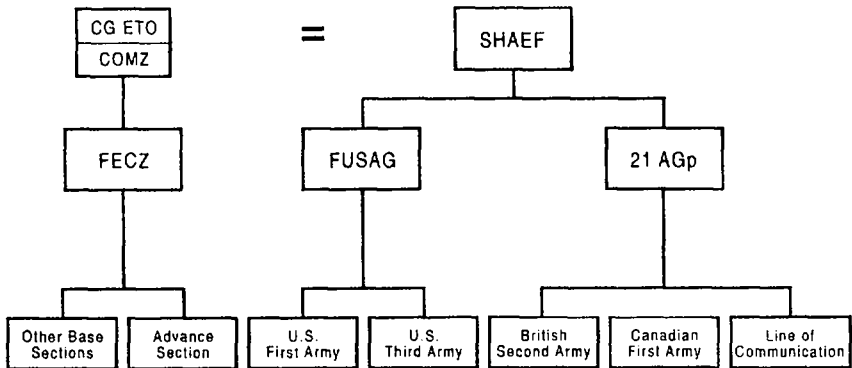 CG ETO
COMZ
=
SHAEF
FECZ
FUSAG
21 AGp
Other Base
Sections
Advance
Section
U.S.
First Army
U.S.
Third Army
British
Second Army
Canadian
First Army
Line of
Communication